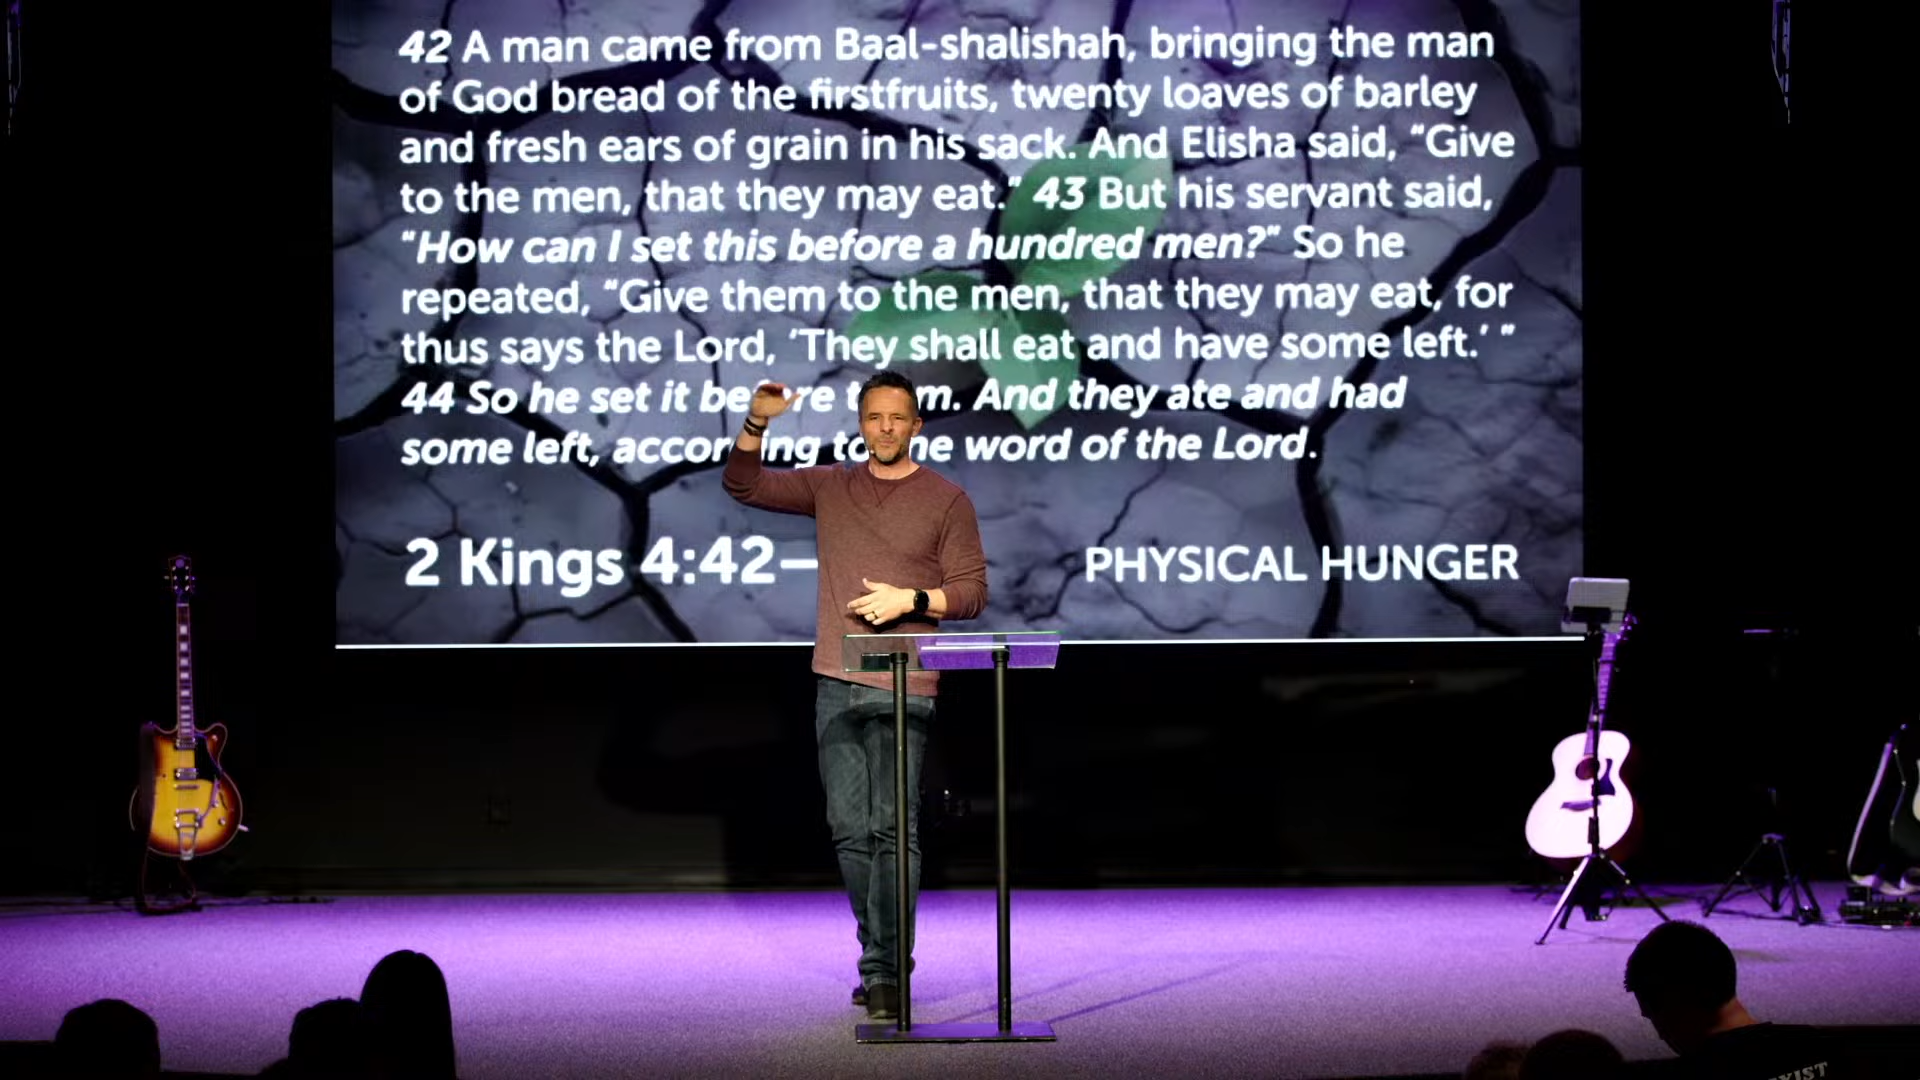 42 A man came from Baal-shalishah, bringing the man
of God bread of the firstfruits, twenty loaves of barley
and fresh ears of grain in his sack. And Elisha said, “Give
to the men, that they may eat.” 43 But his servant said,
“How can I set this before a hundred men?” So he
repeated, “Give them to the men, that they may eat, for
thus says the Lord, ‘They shall eat and have some left.’ ”
44 So he set it before them. And they ate and had
some left, according to the word of the Lord.
2 Kings 4:42–
PHYSICAL HUNGER